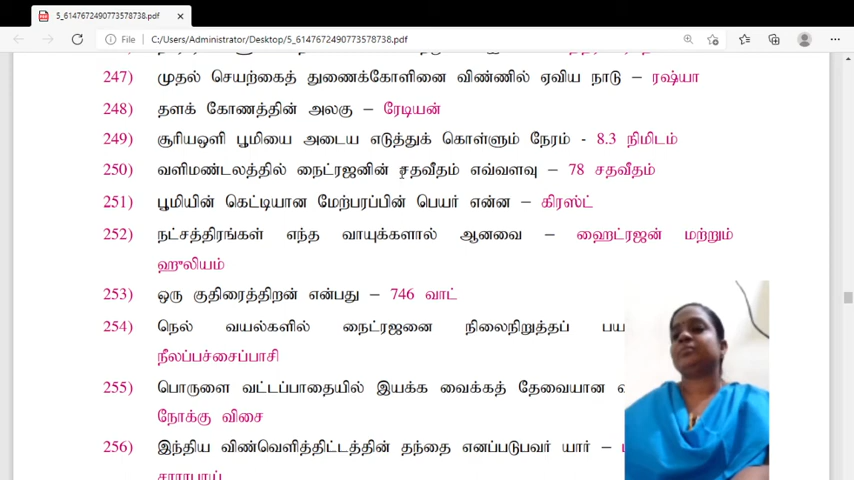 5_6147672490773578738.pdf
File C:/Users/Administrator/Desktop/5_6147672490773578738.pdf
247) முதல் செயற்கைத் துணைக்கோளினை விண்ணில் ஏவிய நாடு – ரஷ்யா
248) தளக் கோணத்தின் அலகு – ரேடியன்
249) சூரியஒளி பூமியை அடைய எடுத்துக் கொள்ளும் நேரம் - 8.3 நிமிடம்
250) வளிமண்டலத்தில் நைட்ரஜனின் சதவீதம் எவ்வளவு – 78 சதவீதம்
251) பூமியின் கெட்டியான மேற்பரப்பின் பெயர் என்ன – கிரஸ்ட்
252) நட்சத்திரங்கள் எந்த வாயுக்களால் ஆனவை – ஹைட்ரஜன் மற்றும்
ஹுலியம்
253) ஒரு குதிரைத்திறன் என்பது – 746 வாட்
254) நெல் வயல்களில் நைட்ரஜனை நிலைநிறுத்தப்
நீலப்பச்சைப்பாசி
255) பொருளை வட்டப்பாதையில் இயக்க வைக்கத் தேவையான
நோக்கு விசை
256) இந்திய விண்வெளித்திட்டத்தின் தந்தை எனப்படுபவர் யார் –
சாராபாய்